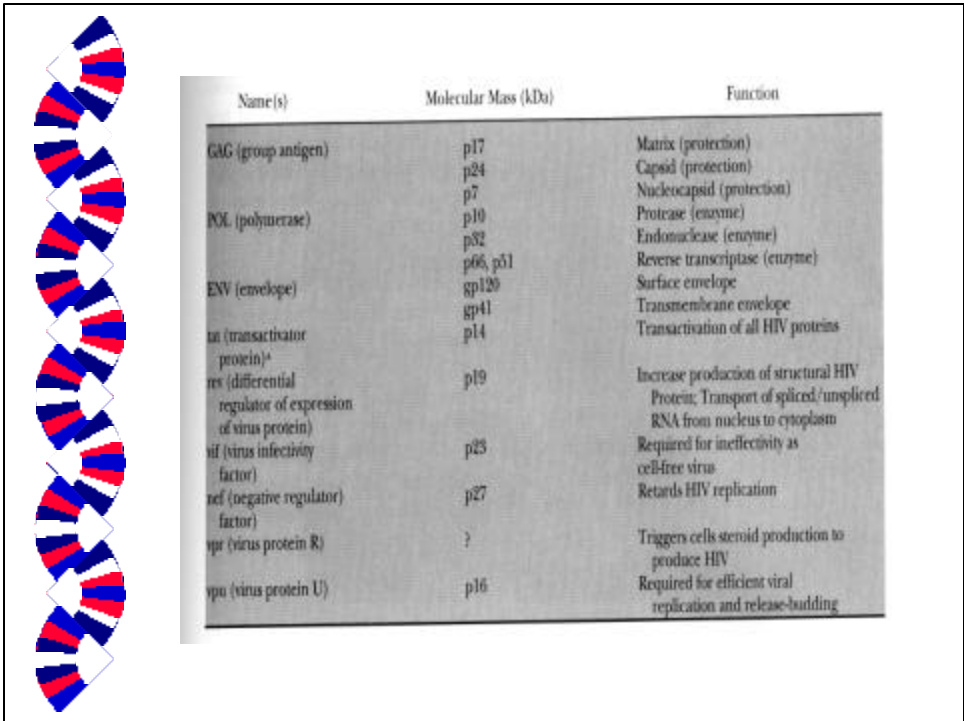 Name(s) Molecular Mass (kDa) Function
GAG (group antigen) p17 Matrix (protection)
p24 Capsid (protection)
p7 Nucleocapsid (protection)
POL (polymerase) p10 Protease (enzyme)
p32 Endonuclease (enzyme)
p66, p51 Reverse transcriptase (enzyme)
ENV (envelope) gp120 Surface envelope
gp41 Transmembrane envelope
tat (transactivator p14 Transactivation of all HIV proteins
protein)ᵃ
res (differential p19 Increase production of structural HIV
regulator of expression Protein; Transport of spliced/unspliced
of virus protein) RNA from nucleus to cytoplasm
vif (virus infectivity p23 Required for ineffectivity as
factor) cell-free virus
nef (negative regulator) p27 Retards HIV replication
factor)
vpr (virus protein R) ? Triggers cells steroid production to
produce HIV
vpu (virus protein U) p16 Required for efficient viral
replication and release-budding